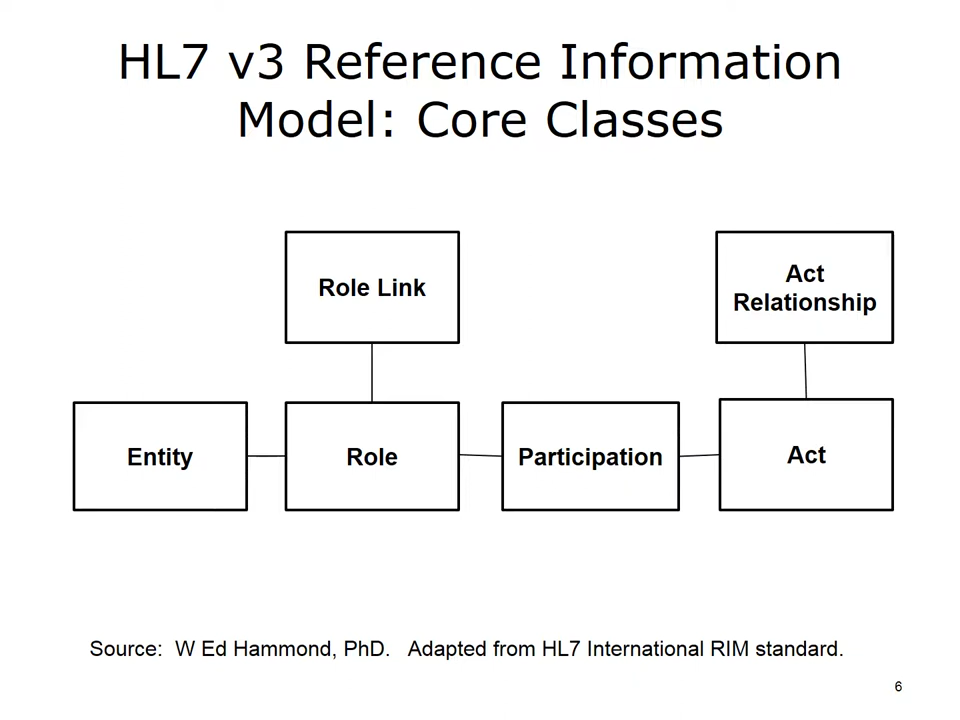 HL7 v3 Reference Information
Model: Core Classes
Role Link
Act
Relationship
Entity
Role
Participation
Act
Source:  W Ed Hammond, PhD.   Adapted from HL7 International RIM standard.
6